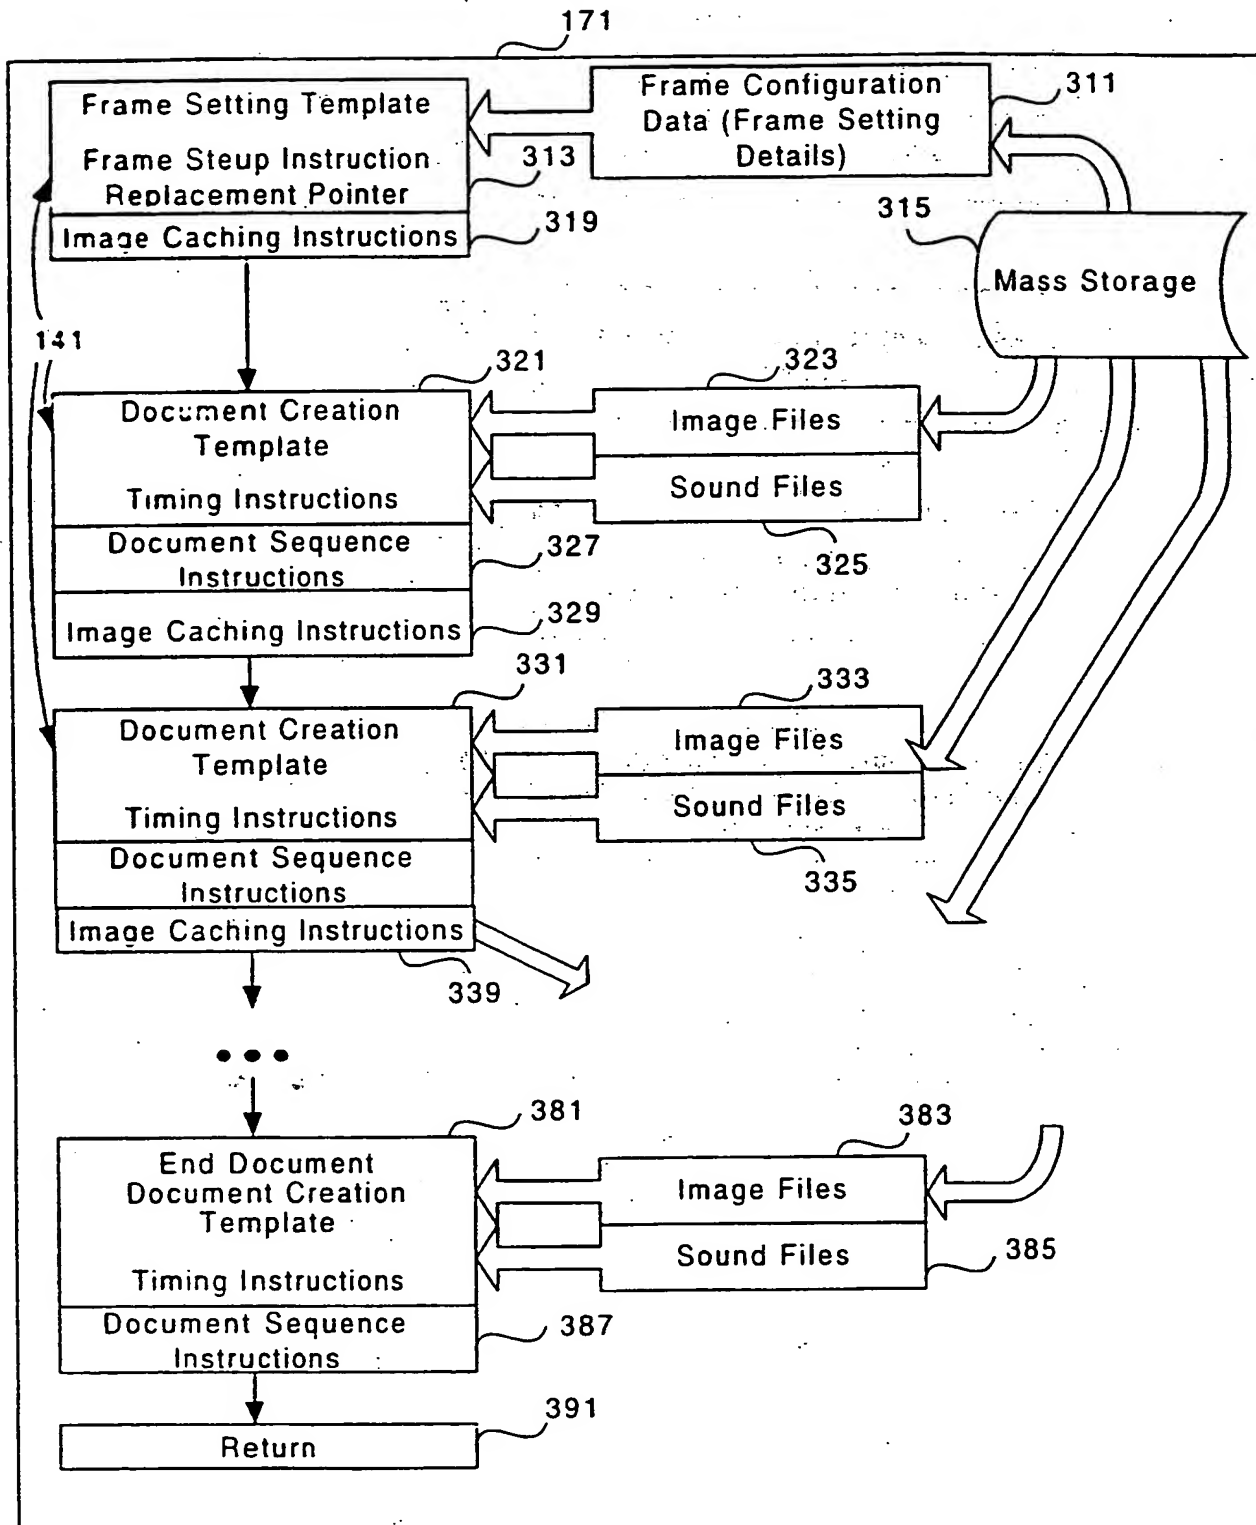 171
Frame Setting Template
Frame Steup Instruction
Replacement Pointer
313
Image Caching Instructions
319
Frame Configuration
Data (Frame Setting
Details)
311
315
Mass Storage
141
321
Document Creation
Template
Timing Instructions
Document Sequence
Instructions
327
Image Caching Instructions
329
323
Image Files
Sound Files
325
331
Document Creation
Template
Timing Instructions
Document Sequence
Instructions
Image Caching Instructions
339
333
Image Files
Sound Files
335
381
End Document
Document Creation
Template
Timing Instructions
Document Sequence
Instructions
387
383
Image Files
Sound Files
385
Return
391